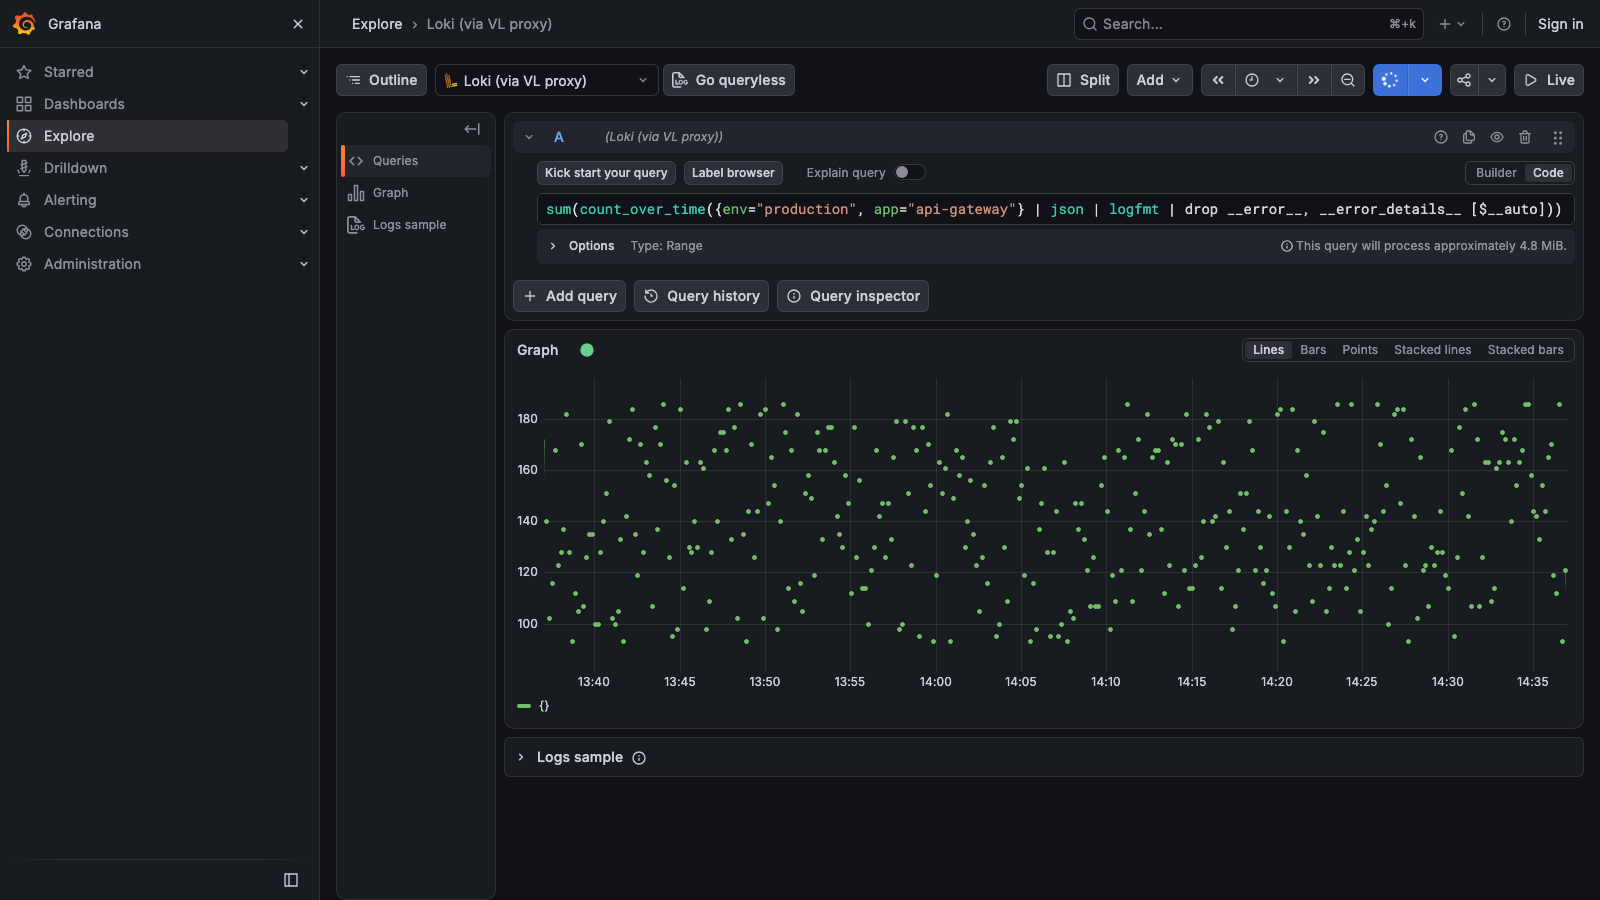 Grafana
Explore › Loki (via VL proxy)
Search...
⌘+k
Sign in
Starred
Dashboards
Explore
Drilldown
Alerting
Connections
Administration
Outline
Loki (via VL proxy)
Go queryless
Split
Add
Live
Queries
Graph
Logs sample
A
(Loki (via VL proxy))
Kick start your query
Label browser
Explain query
Builder
Code
sum(count_over_time({env="production", app="api-gateway"} | json | logfmt | drop __error__, __error_details__ [$__auto]))
Options
Type: Range
This query will process approximately 4.8 MiB.
Add query
Query history
Query inspector
Graph
Lines
Bars
Points
Stacked lines
Stacked bars
180
160
140
120
100
13:40
13:45
13:50
13:55
14:00
14:05
14:10
14:15
14:20
14:25
14:30
14:35
{}
Logs sample